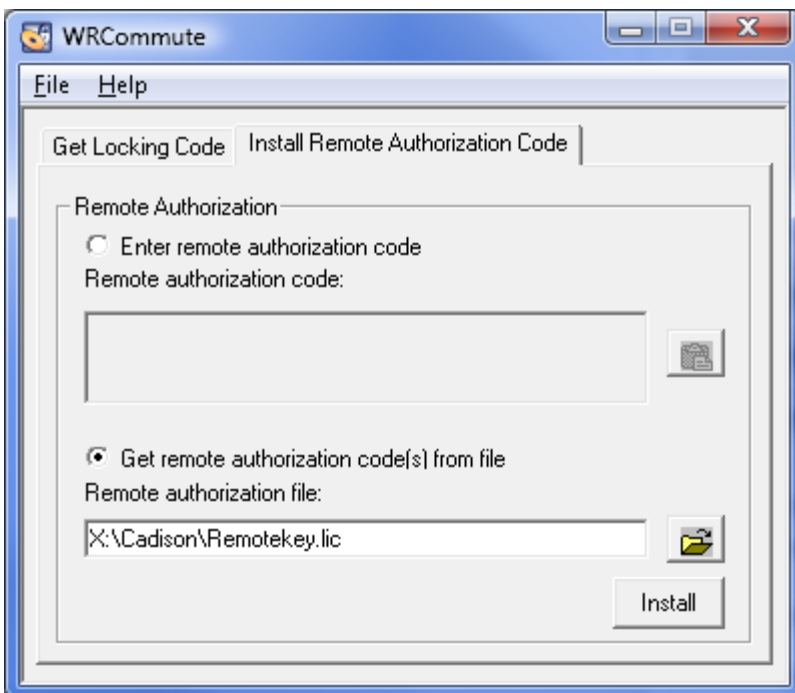 WRCommute
File Help
Get Locking Code Install Remote Authorization Code
Remote Authorization
Enter remote authorization code
Remote authorization code:
Get remote authorization code(s) from file
Remote authorization file:
X:\Cadison\Remotekey.lic
Install